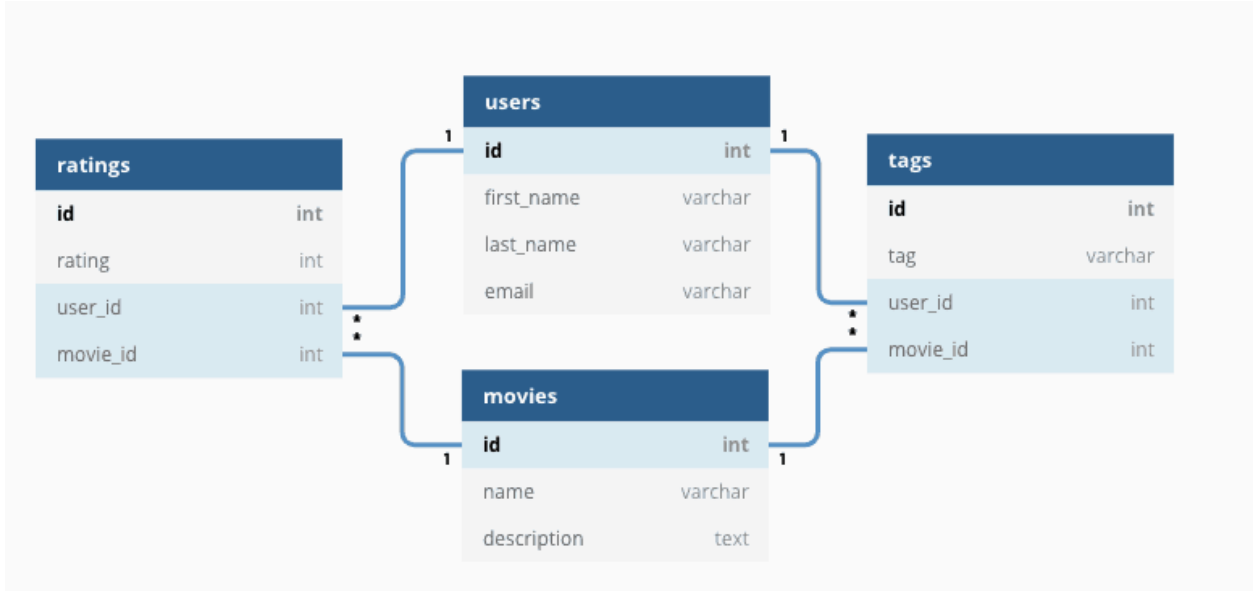 ratings
id int
rating int
user_id int
movie_id int
*
*
users
1 id int 1
first_name varchar
last_name varchar
email varchar
movies
id int
1 1
name varchar
description text
tags
id int
tag varchar
user_id int
movie_id int
*
*